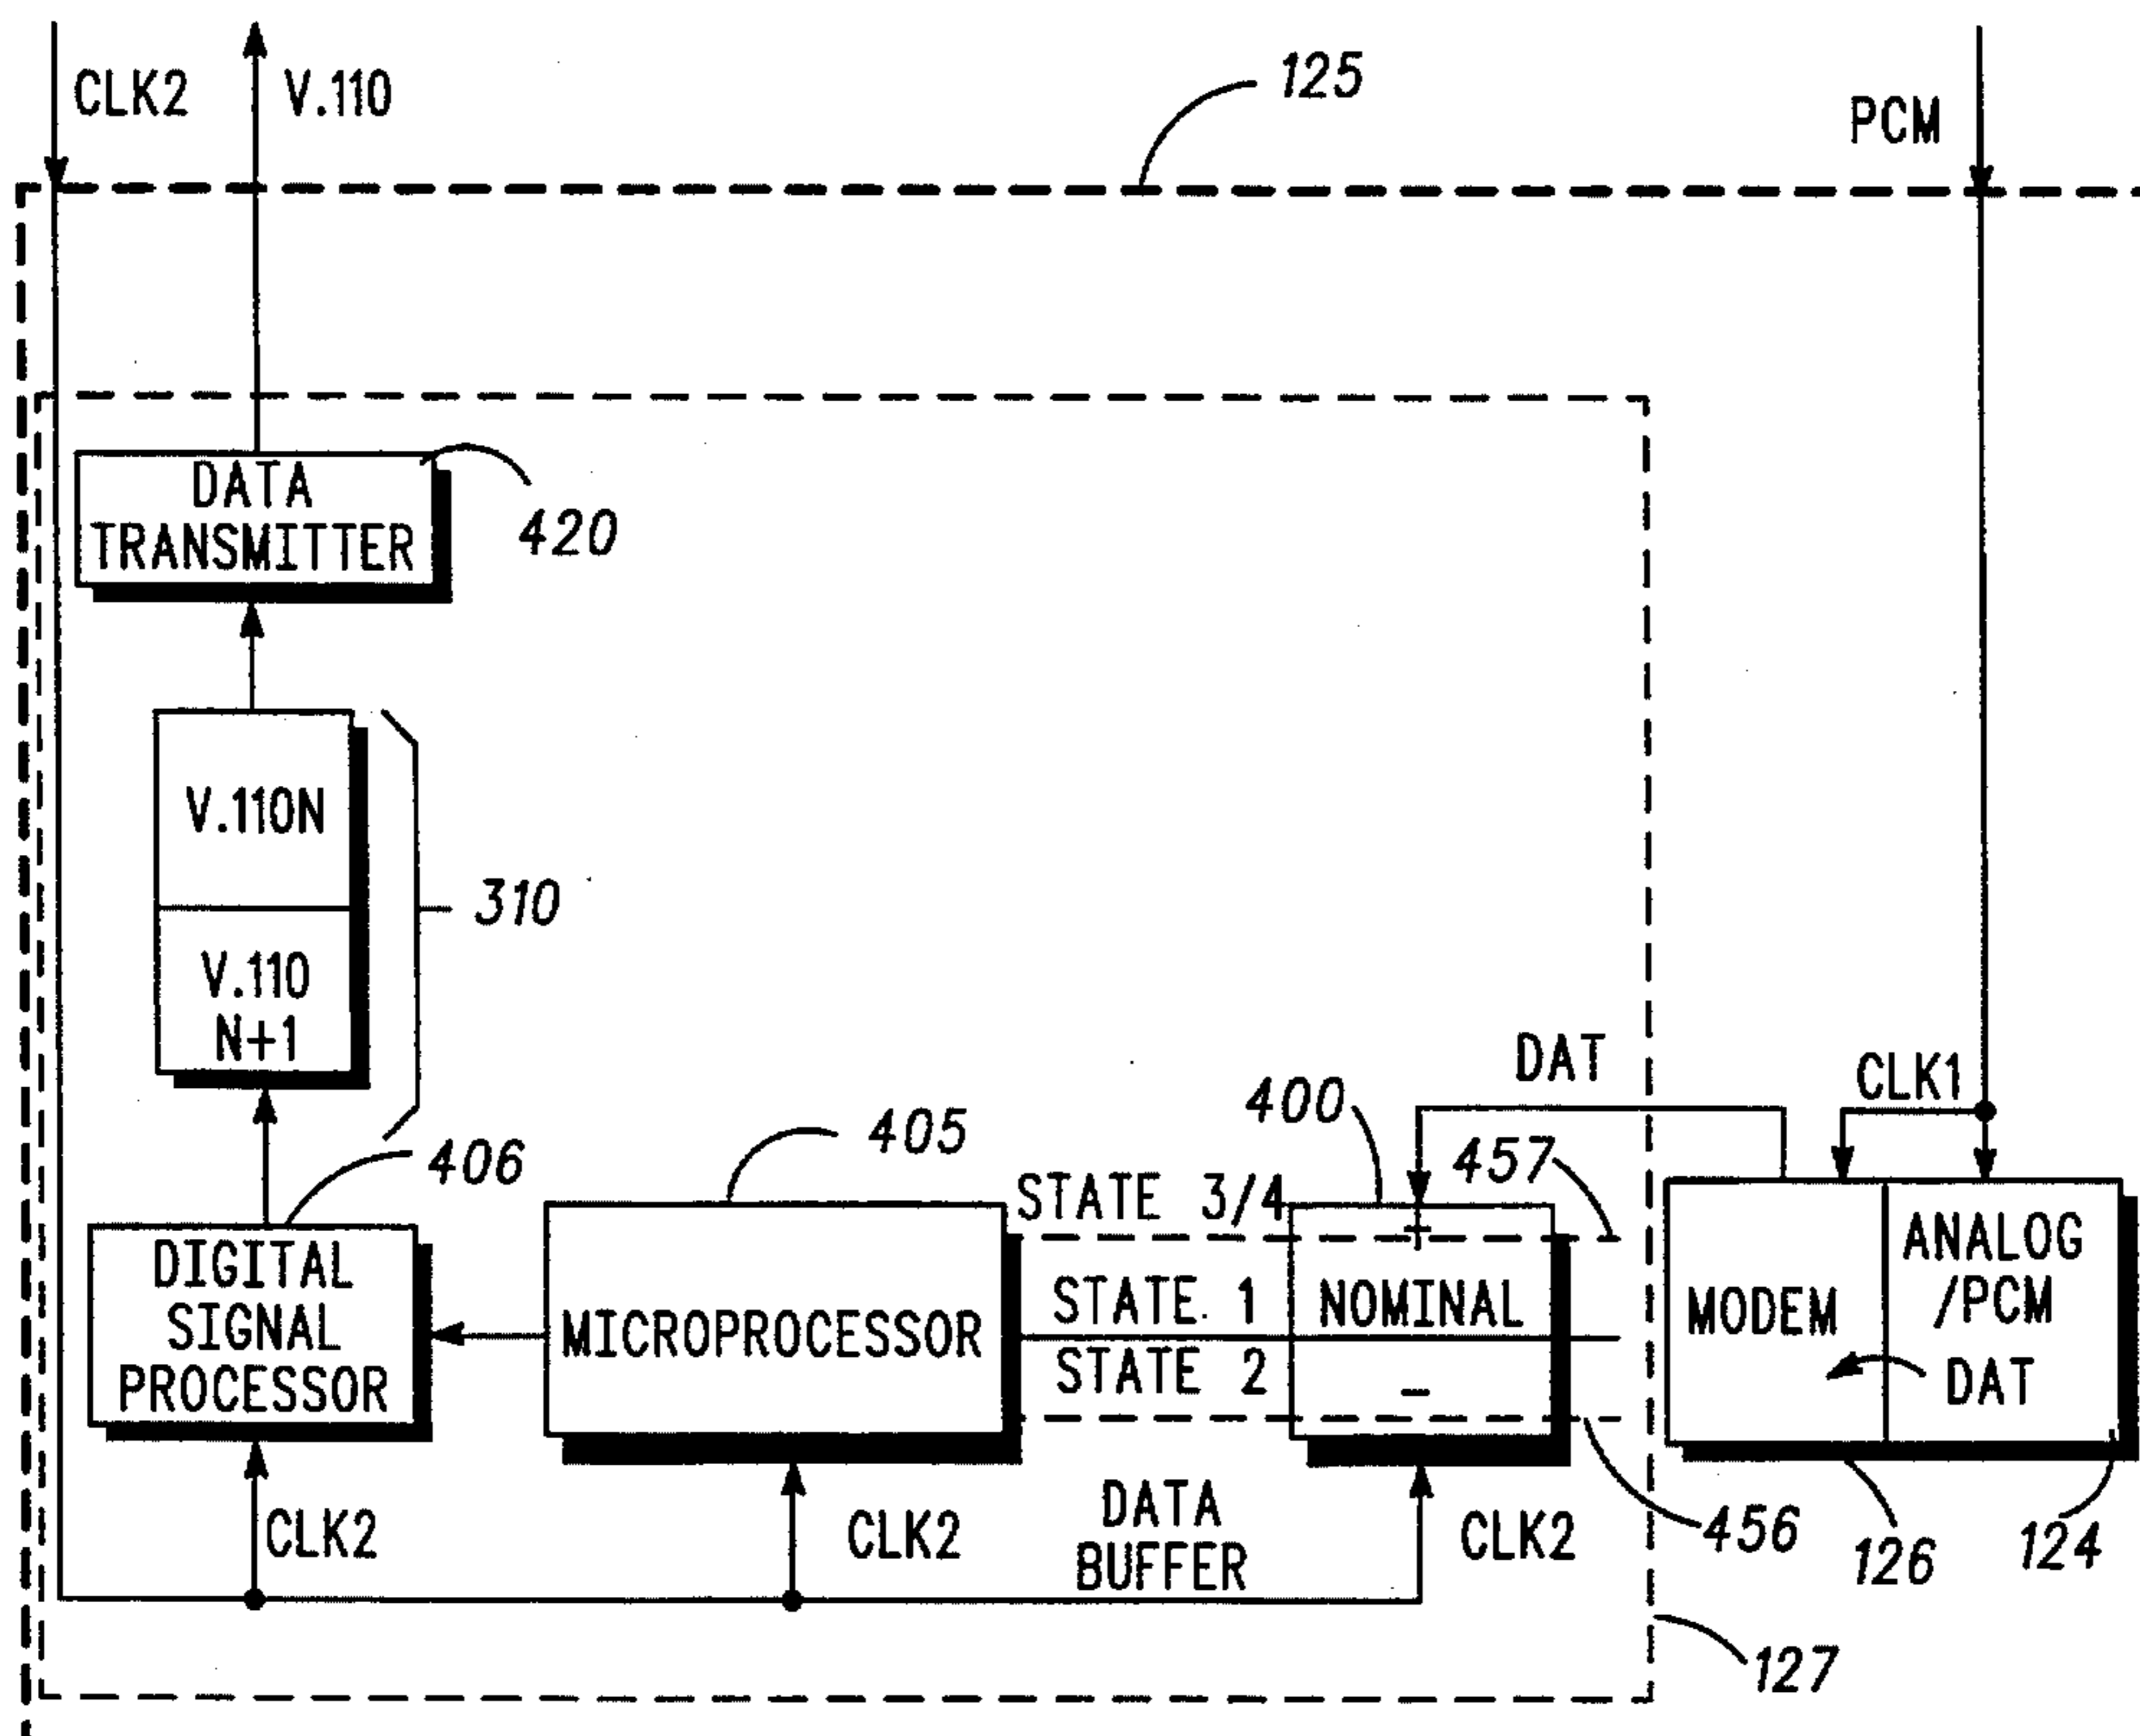 CLK2
V.110
125
PCM
DATA
TRANSMITTER
420
V.110N
310
V.110
N+1
DAT
CLK1
400
405
457
406
STATE 3/4
+
DIGITAL
SIGNAL
PROCESSOR
MICROPROCESSOR
STATE 1
NOMINAL
STATE 2
-
MODEM
ANALOG
/PCM
DAT
CLK2
CLK2
DATA
BUFFER
CLK2
456
126
124
127